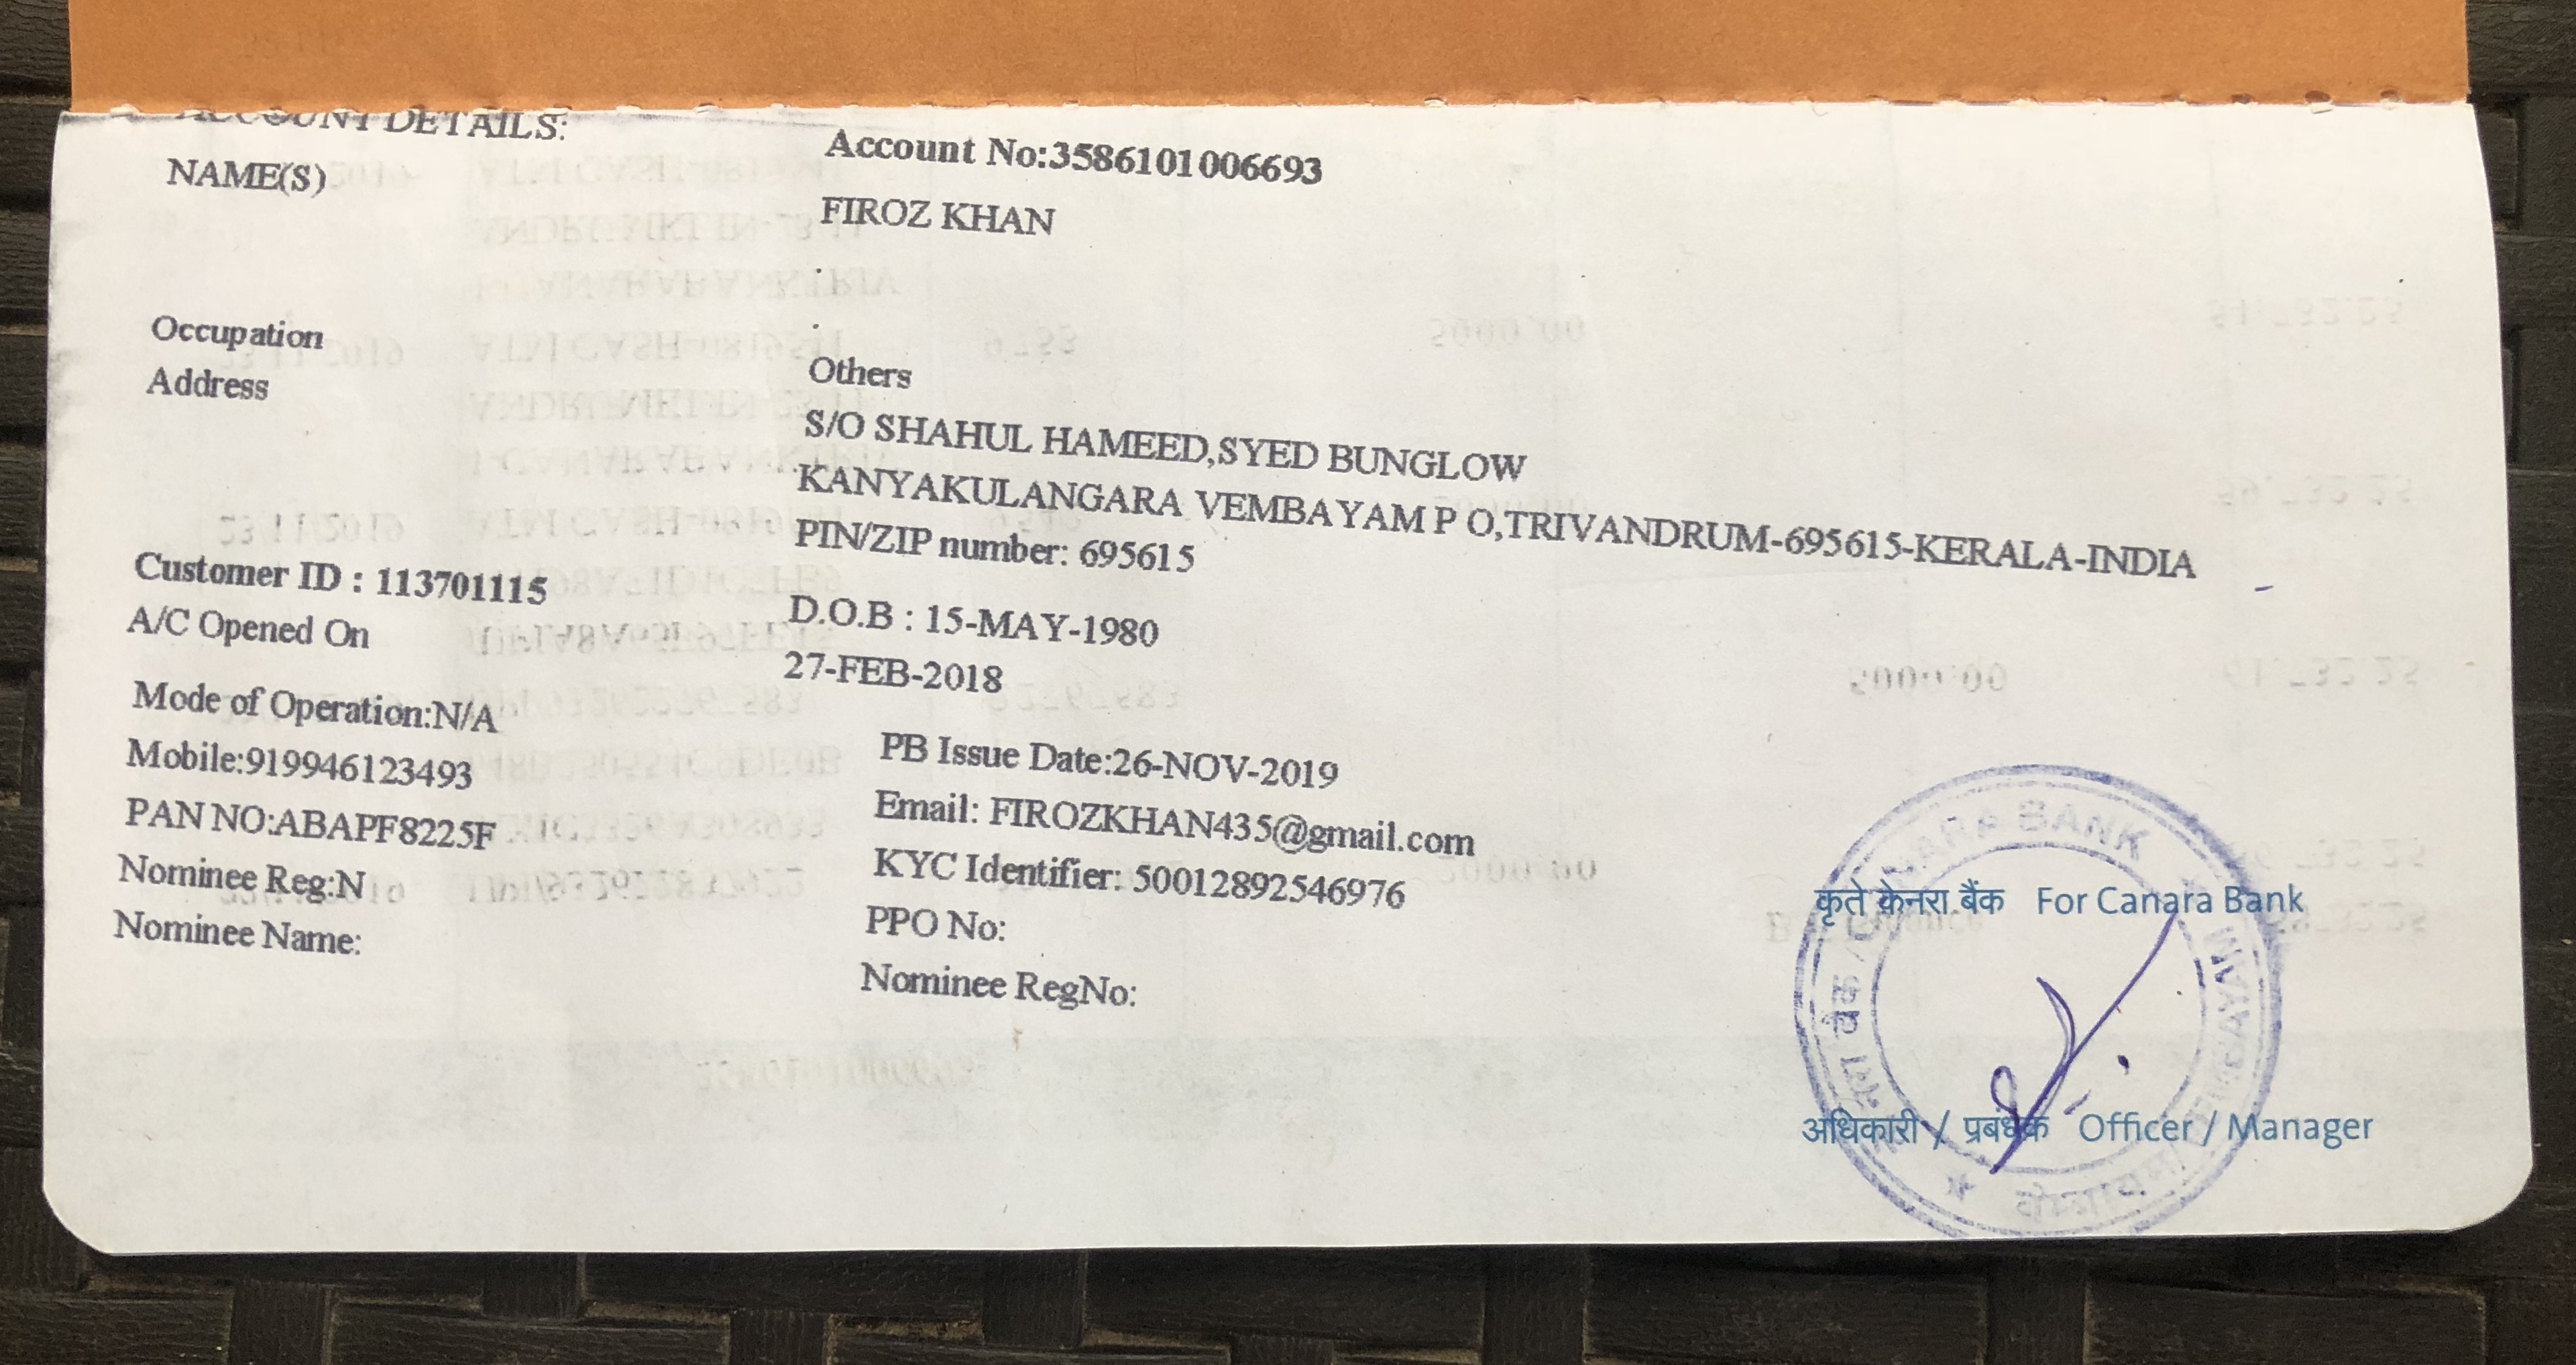 ACCOUNT DETAILS:
Account No:3586101006693
NAME(S)
FIROZ KHAN
.
.
Occupation
Others
Address
S/O SHAHUL HAMEED,SYED BUNGLOW
KANYAKULANGARA VEMBAYAM P O,TRIVANDRUM-695615-KERALA-INDIA
PIN/ZIP number: 695615
Customer ID : 113701115
D.O.B : 15-MAY-1980
A/C Opened On
27-FEB-2018
Mode of Operation:N/A
PB Issue Date:26-NOV-2019
Mobile:919946123493
Email: FIROZKHAN435@gmail.com
PAN NO:ABAPF8225F
KYC Identifier: 50012892546976
Nominee Reg:N
PPO No:
Nominee Name:
Nominee RegNo:
CANARA BANK
कृते केनरा बैंक For Canara Bank
अधिकारी / प्रबंधक Officer / Manager